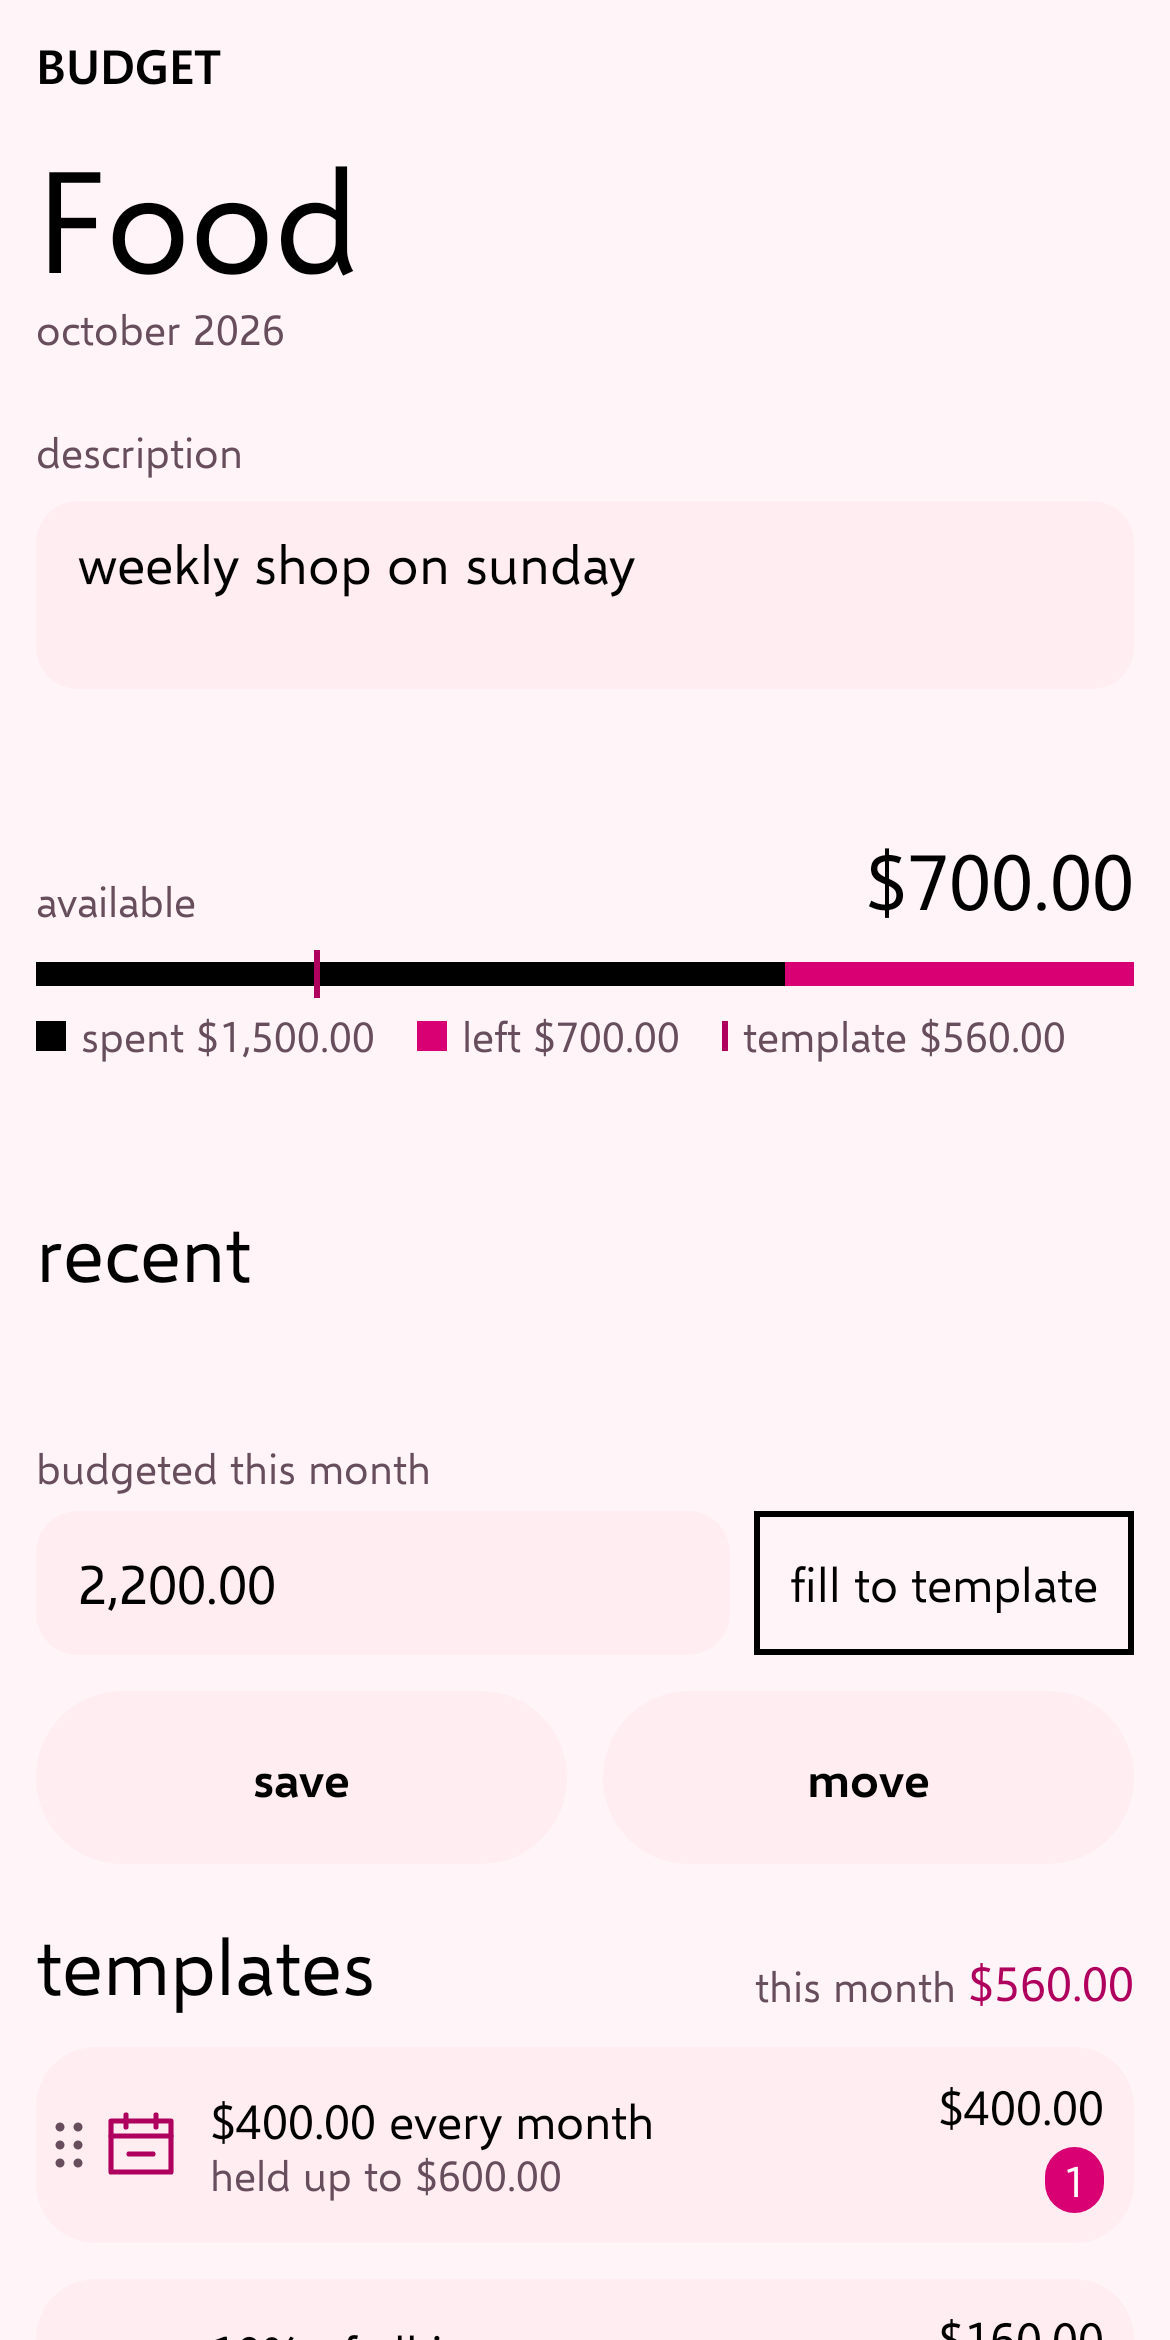 BUDGET
Food
october 2026
description
weekly shop on sunday
available
$700.00
spent $1,500.00 left $700.00 template $560.00
recent
budgeted this month
2,200.00
fill to template
save
move
templates
this month $560.00
$400.00 every month
$400.00
held up to $600.00
1
$160.00